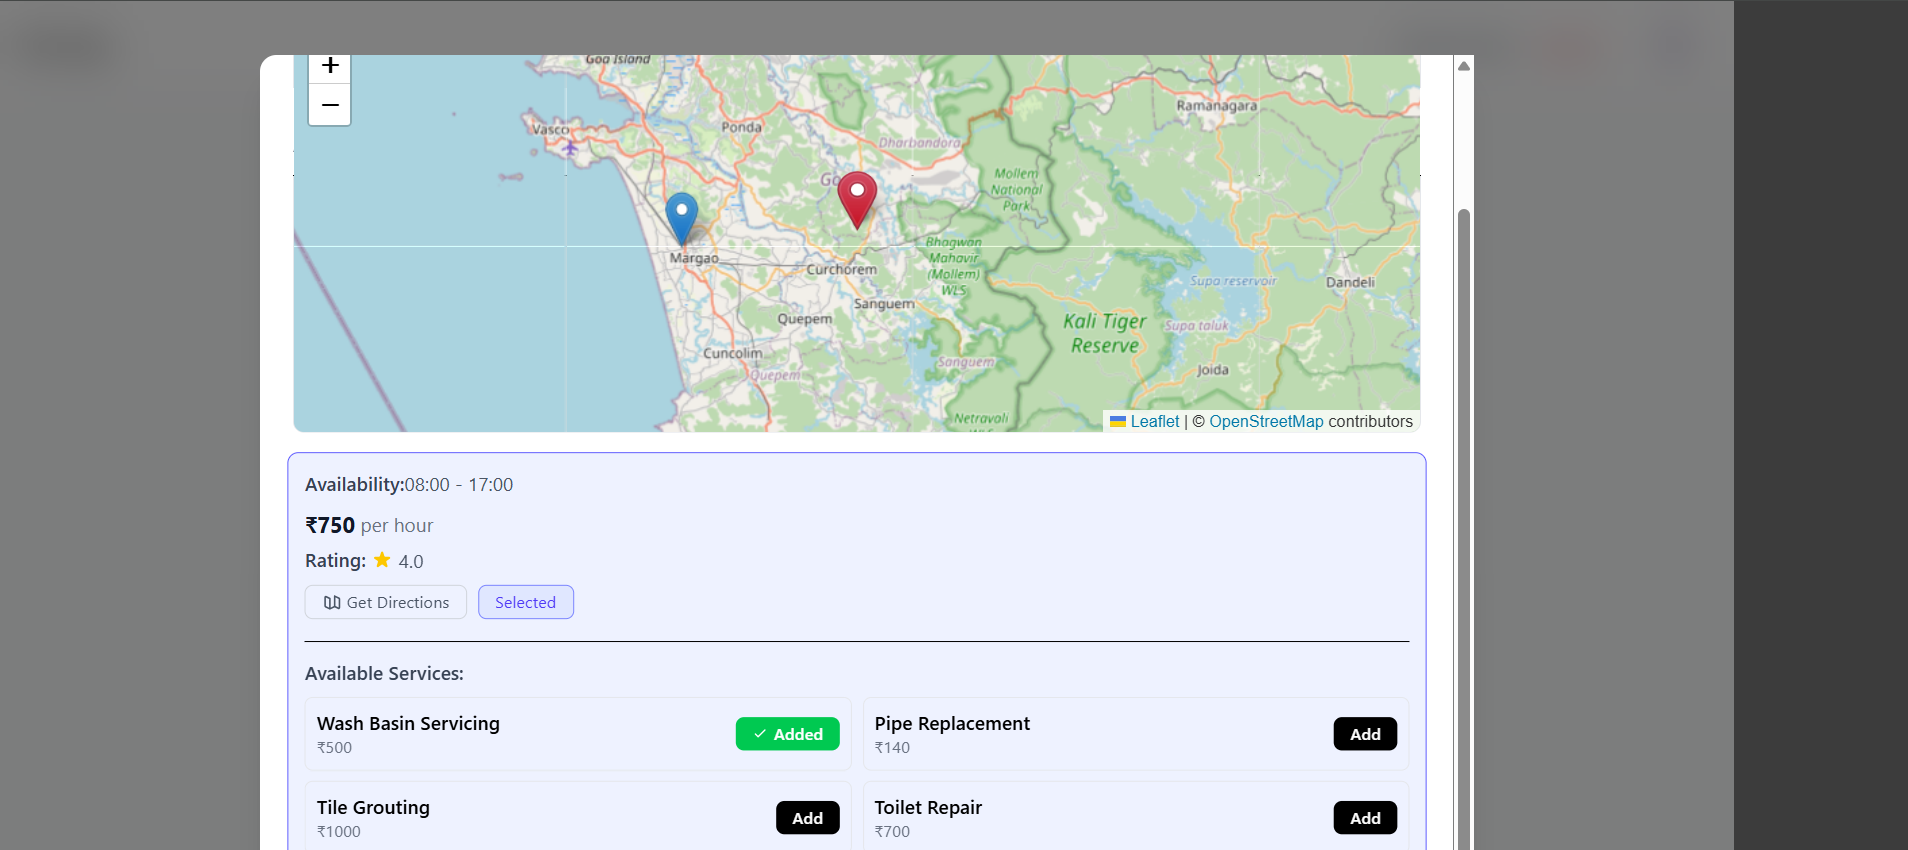 +
Goa Island
−
Ramanagara
Vasco
Ponda
Dharbandora
Mollem
National
Park
Margao
Bhagwan
Mahavir
(Mollem)
WLS
Curchorem
Supa reservoir
Dandeli
Sanguem
Quepem
Kali Tiger
Reserve
Supa taluk
Cuncolim
Sanguem
Quepem
Joida
Netravali
Leaflet | © OpenStreetMap contributors
Availability:08:00 - 17:00
₹750 per hour
Rating: 4.0
Get Directions Selected
Available Services:
Wash Basin Servicing
₹500
✓ Added
Pipe Replacement
₹140
Add
Tile Grouting
₹1000
Add
Toilet Repair
₹700
Add